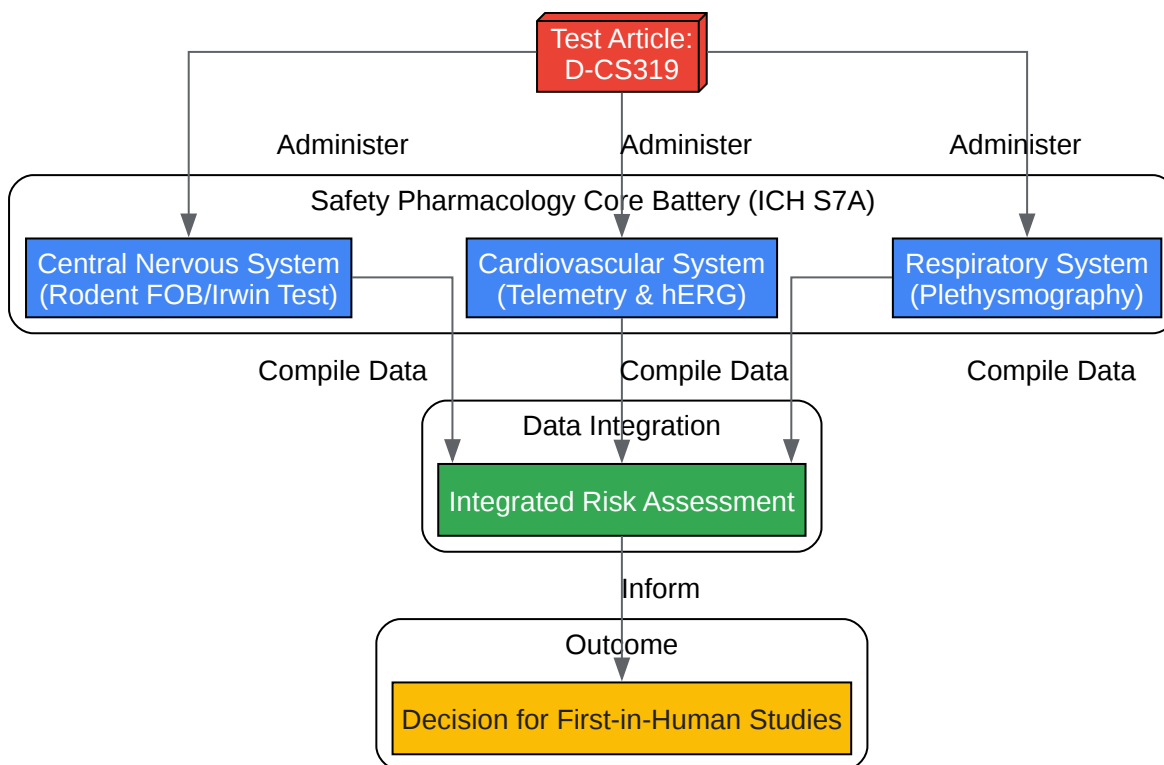 Test Article:
D-CS319
Administer
Administer
Administer
Safety Pharmacology Core Battery (ICH S7A)
Central Nervous System
(Rodent FOB/Irwin Test)
Cardiovascular System
(Telemetry & hERG)
Respiratory System
(Plethysmography)
Compile Data
Compile Data
Compile Data
Data Integration
Integrated Risk Assessment
Inform
Outcome
Decision for First-in-Human Studies